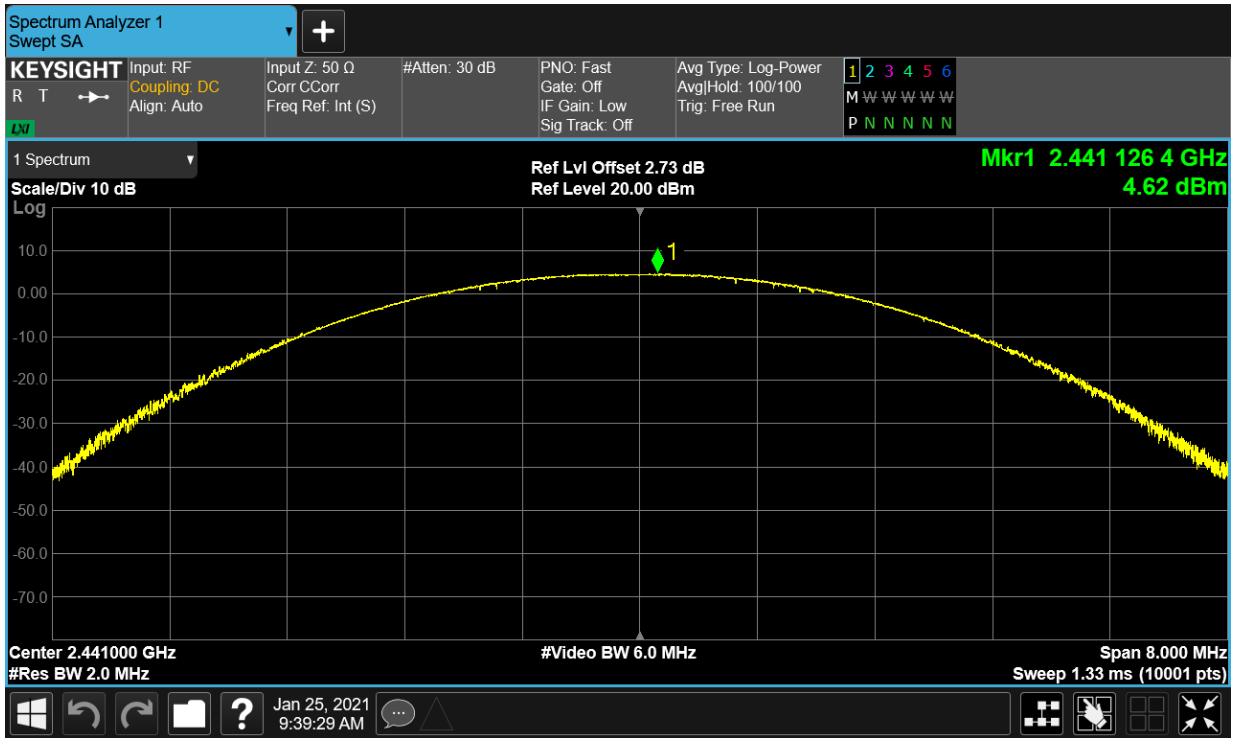 Spectrum Analyzer 1
Swept SA
KEYSIGHT
R T
LXI
Input: RF
Coupling: DC
Align: Auto
Input Z: 50 Ω
Corr CCorr
Freq Ref: Int (S)
#Atten: 30 dB
PNO: Fast
Gate: Off
IF Gain: Low
Sig Track: Off
Avg Type: Log-Power
Avg|Hold: 100/100
Trig: Free Run
1 2 3 4 5 6
M W W W W W
P N N N N N
1 Spectrum
Scale/Div 10 dB
Log
Ref Lvl Offset 2.73 dB
Ref Level 20.00 dBm
Mkr1 2.441 126 4 GHz
4.62 dBm
1
10.0
0.00
-10.0
-20.0
-30.0
-40.0
-50.0
-60.0
-70.0
Center 2.441000 GHz
#Res BW 2.0 MHz
#Video BW 6.0 MHz
Span 8.000 MHz
Sweep 1.33 ms (10001 pts)
?
Jan 25, 2021
9:39:29 AM